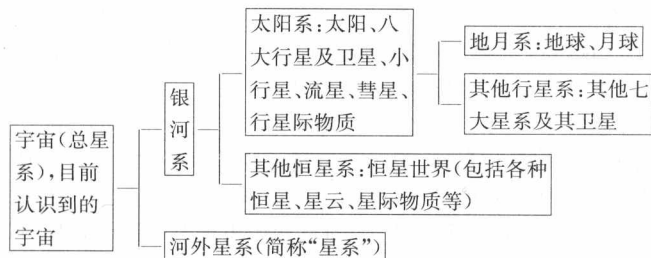 宇宙(总星
系),目前
认识到的
宇宙
银
河
系
太阳系:太阳、八
大行星及卫星、小
行星、流星、彗星、
行星际物质
地月系:地球、月球
其他行星系:其他七
大星系及其卫星
其他恒星系:恒星世界(包括各种
恒星、星云、星际物质等)
河外星系(简称“星系”)